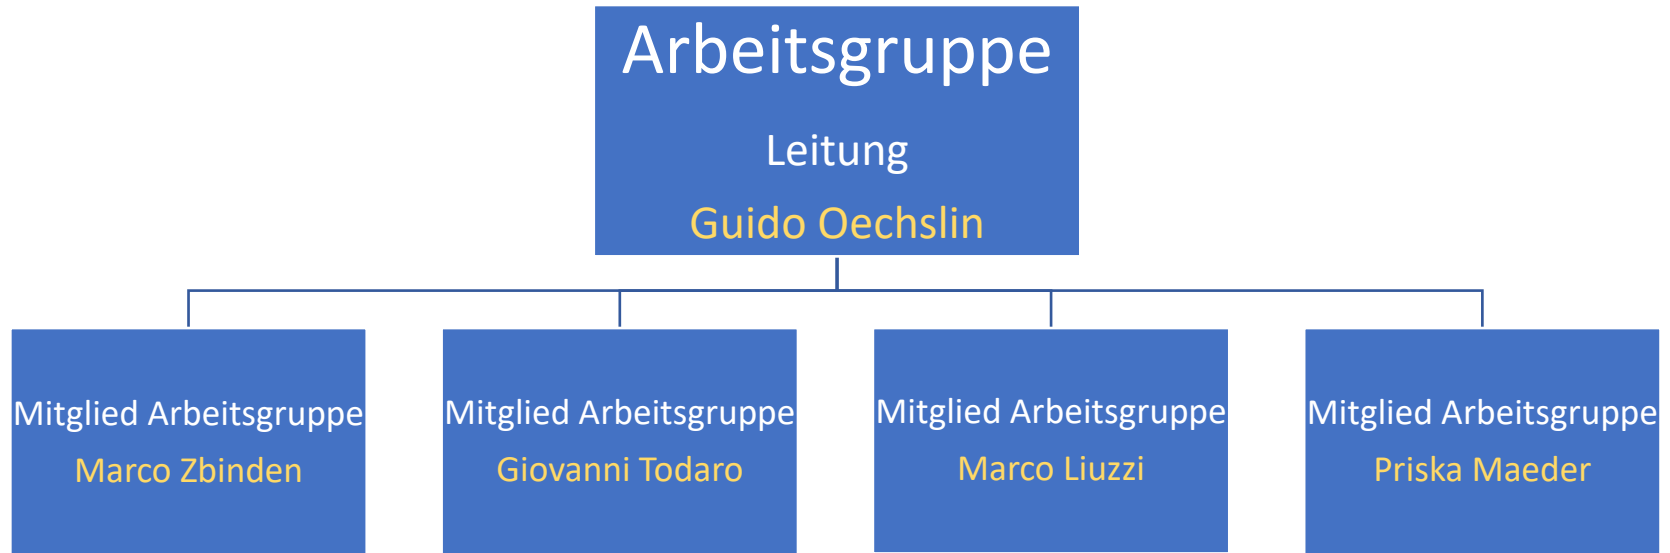 Arbeitsgruppe
Leitung
Guido Oechslin
Mitglied Arbeitsgruppe
Marco Zbinden
Mitglied Arbeitsgruppe
Giovanni Todaro
Mitglied Arbeitsgruppe
Marco Liuzzi
Mitglied Arbeitsgruppe
Priska Maeder